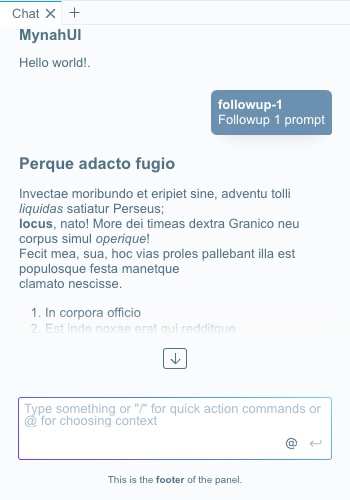 Chat
MynahUI
Hello world!.
followup-1
Followup 1 prompt
Perque adacto fugio
Invectae moribundo et eripiet sine, adventu tolli
liquidas satiatur Perseus;
locus, nato! More dei timeas dextra Granico neu
corpus simul operique!
Fecit mea, sua, hoc vias proles pallebant illa est
populosque festa manetque
clamato nescisse.
1. In corpora officio
2. Est inde noxae erat qui redditque
Type something or "/" for quick action commands or
@ for choosing context
@
This is the footer of the panel.